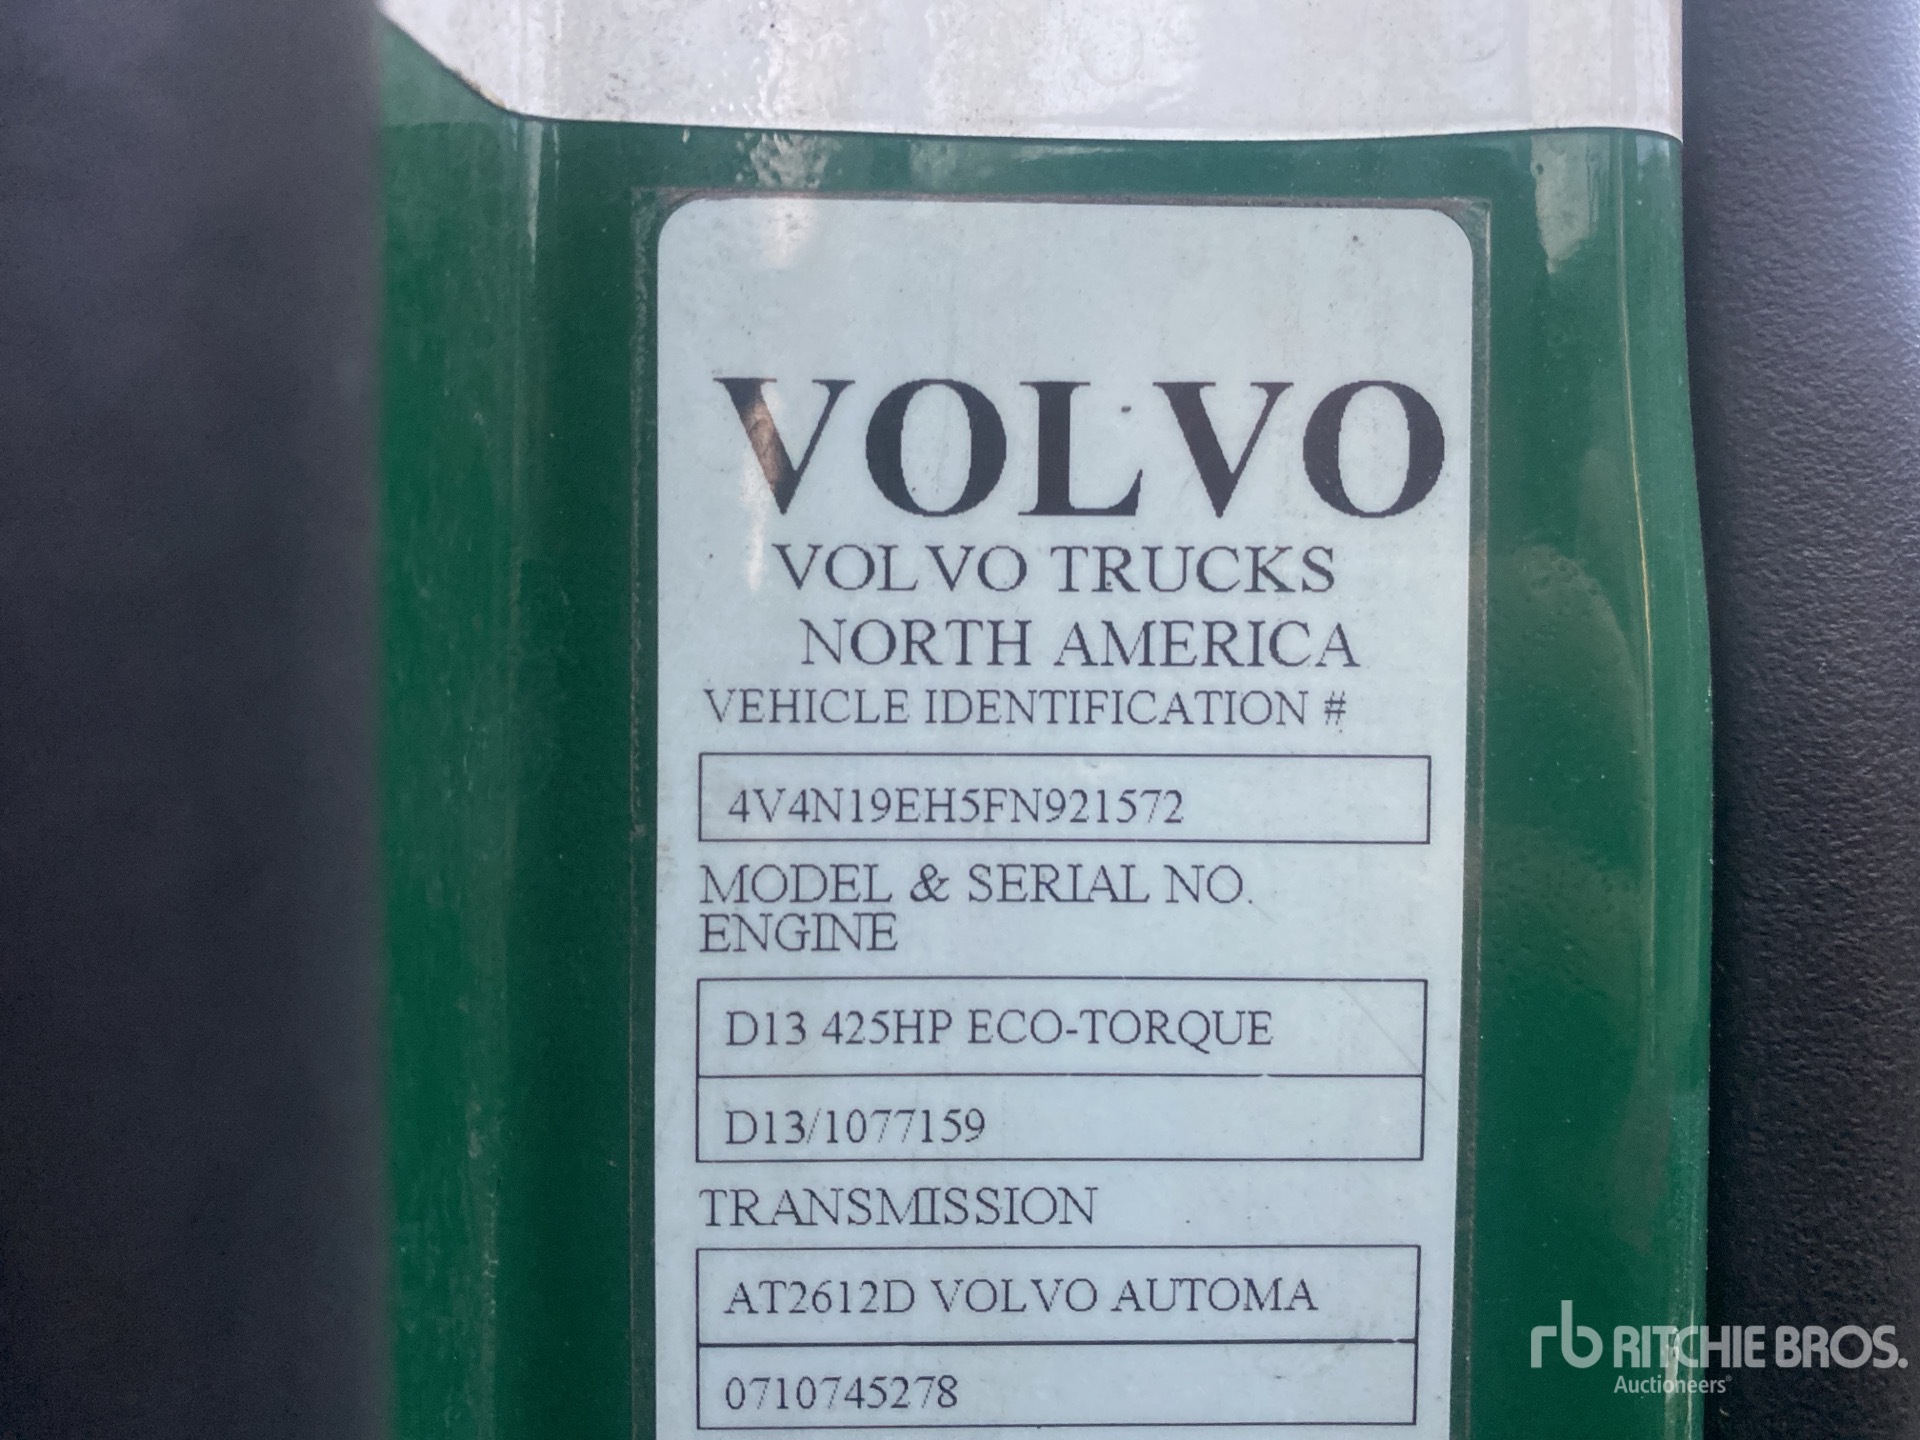 VOLVO
VOLVO TRUCKS
NORTH AMERICA
VEHICLE IDENTIFICATION #
4V4N19EH5FN921572
MODEL & SERIAL NO.
ENGINE
D13 425HP ECO-TORQUE
D13/1077159
TRANSMISSION
AT2612D VOLVO AUTOMA
0710745278
rb RITCHIE BROS.
Auctioneers